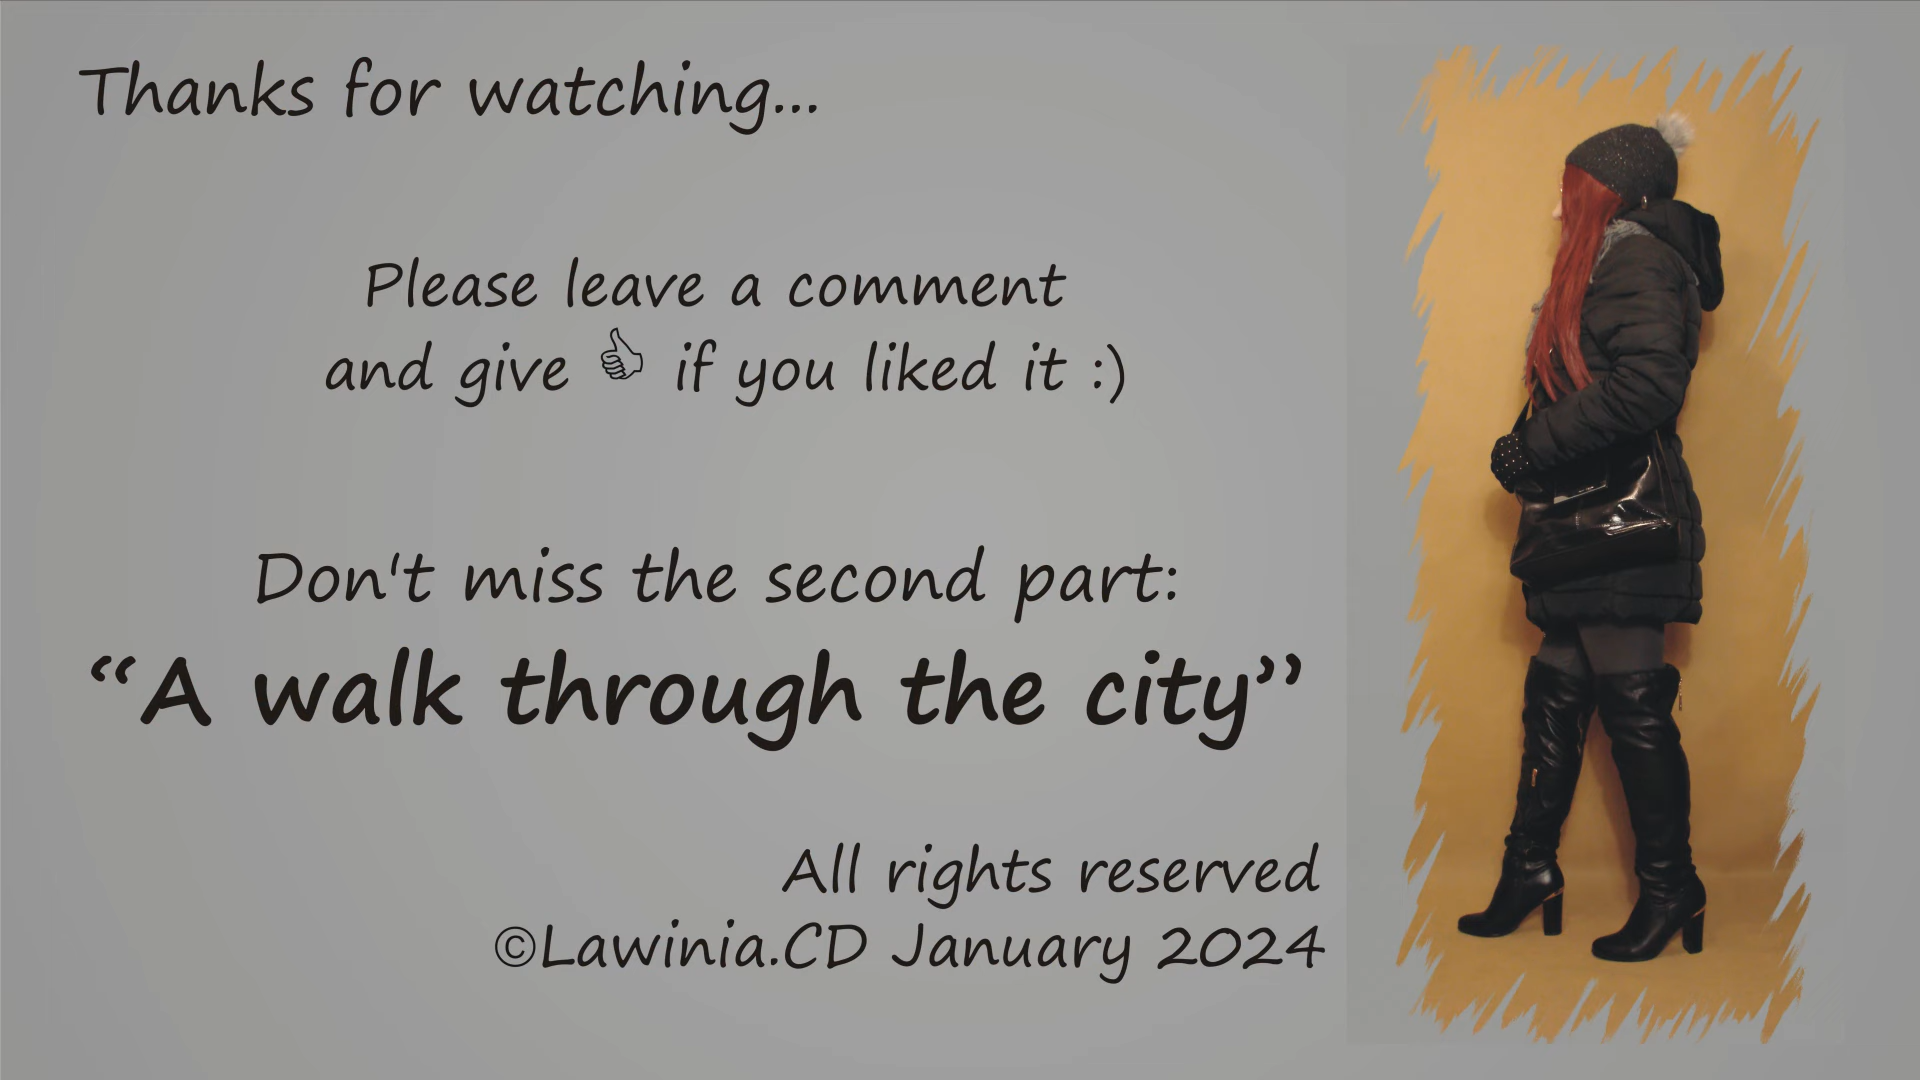 Thanks for watching...
Please leave a comment
and give 👍 if you liked it :)
Don't miss the second part:
“A walk through the city”
All rights reserved
©Lawinia.CD January 2024